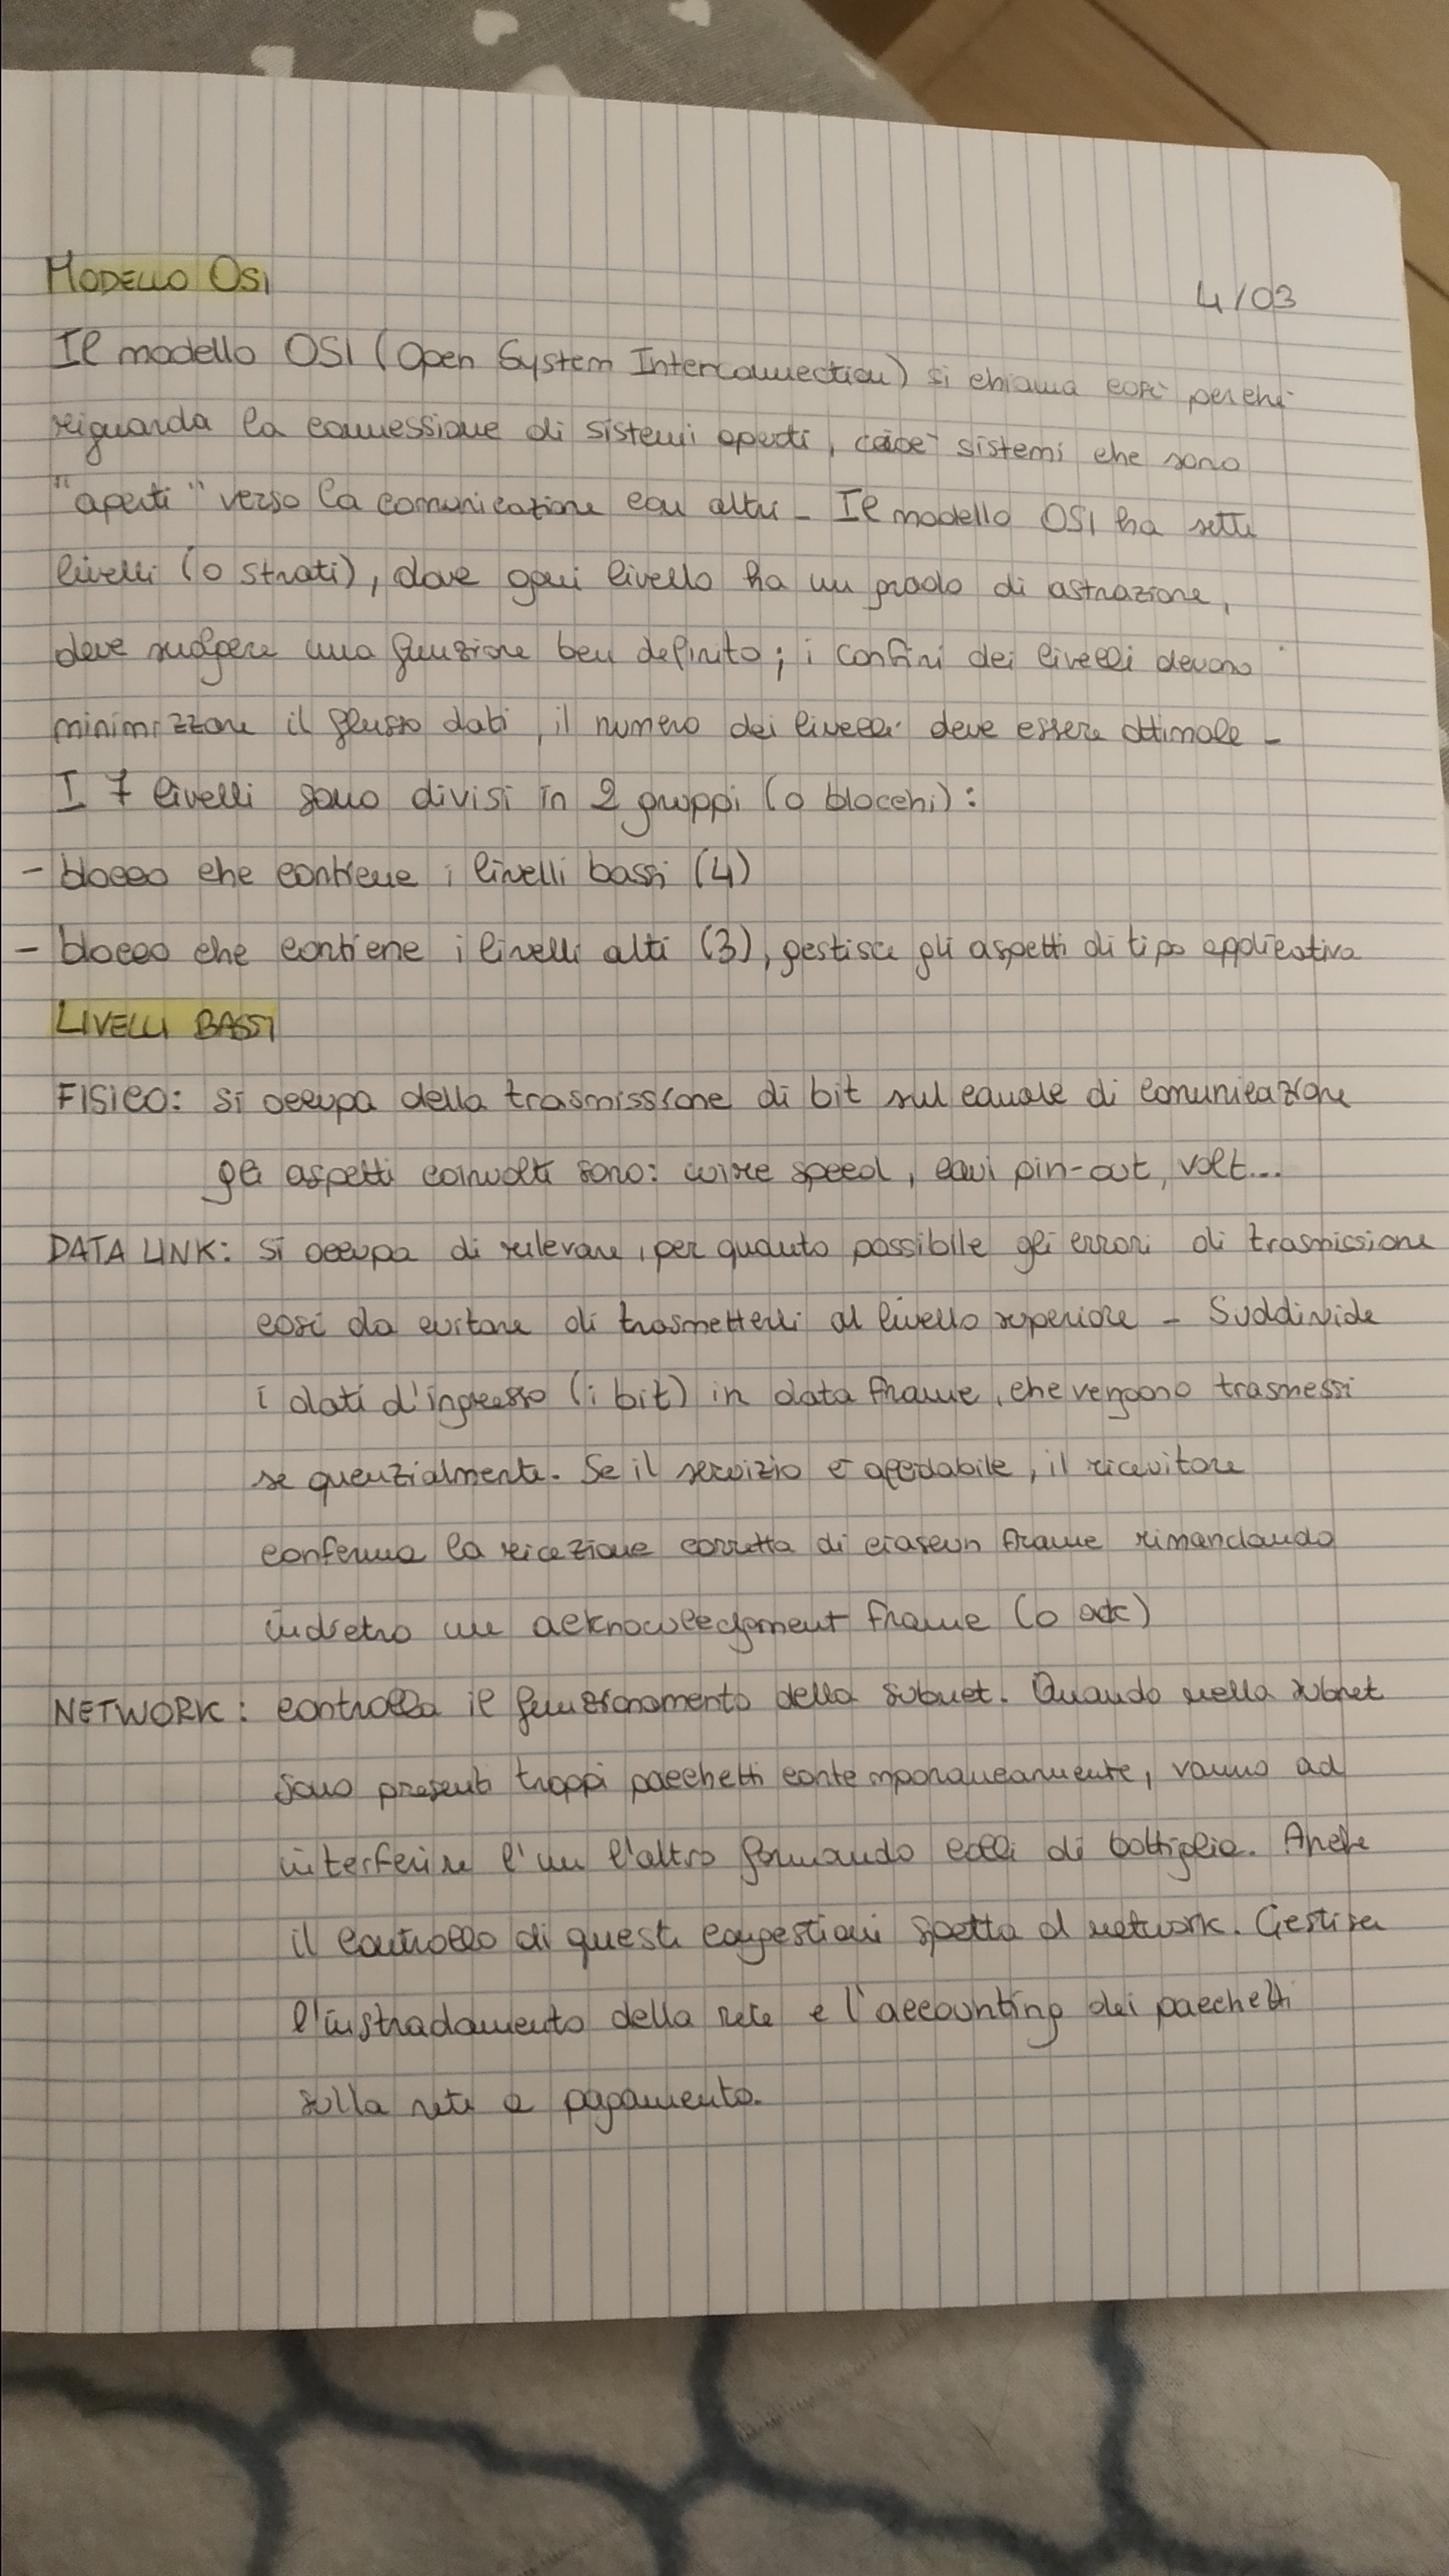 MODELLO OSI
4/03
Il modello OSI (Open System Interconnection) si chiama così perché
riguarda la connessione di sistemi aperti, cioè sistemi che sono
"aperti" verso la comunicazione con altri - Il modello OSI ha sette
livelli (o strati), dove ogni livello ha un grado di astrazione,
deve svolgere una funzione ben definito; i confini dei livelli devono
minimizzare il flusso dati, il numero dei livelli deve essere ottimale -
I 7 livelli sono divisi in 2 gruppi (o blocchi):
- blocco che contiene i livelli bassi (4)
- blocco che contiene i livelli alti (3), gestisce gli aspetti di tipo applicativo
LIVELLI BASSI
FISICO: si occupa della trasmissione di bit sul canale di comunicazione
gli aspetti coinvolti sono: wire speed, cavi pin-out, volt...
DATA LINK: si occupa di rilevare, per quanto possibile gli errori di trasmissione
così da evitare di trasmetterli al livello superiore - Suddivide
i dati d'ingresso (i bit) in data frame, che vengono trasmessi
sequenzialmente. Se il servizio è affidabile, il ricevitore
conferma la ricezione corretta di ciascun frame rimandando
indietro un acknowledgment frame (o ack)
NETWORK: controlla il funzionamento della subnet. Quando nella subnet
sono presenti troppi pacchetti contemporaneamente, vanno ad
interferire l'un l'altro formando colli di bottiglia. Anche
il controllo di questi congestioni spetta al network. Gestisce
l'instradamento della rete e l'accounting dei pacchetti
sulla rete a pagamento.